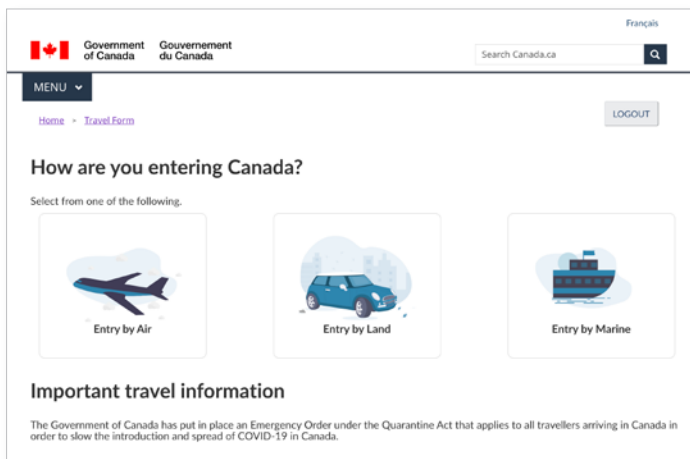 Français
Government of Canada
Gouvernement du Canada
Search Canada.ca
MENU
LOGOUT
Home > Travel Form
How are you entering Canada?
Select from one of the following.
Entry by Air
Entry by Land
Entry by Marine
Important travel information
The Government of Canada has put in place an Emergency Order under the Quarantine Act that applies to all travellers arriving in Canada in
order to slow the introduction and spread of COVID-19 in Canada.